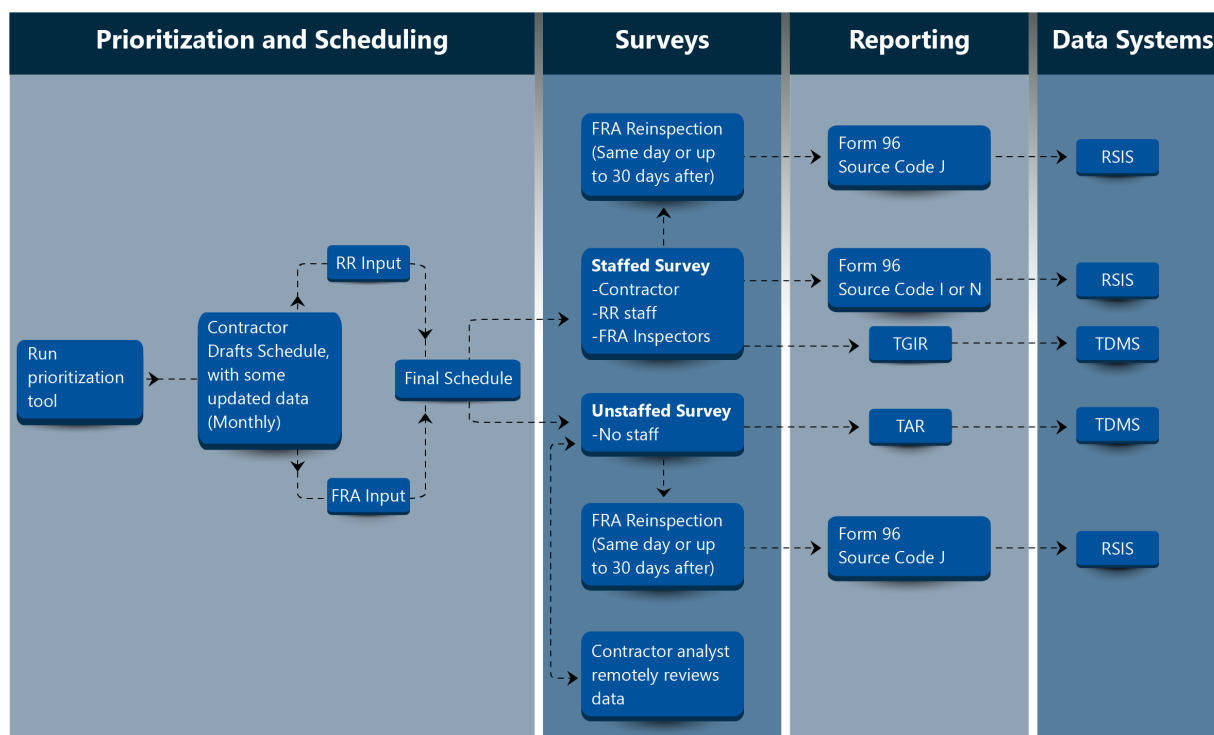 Prioritization and Scheduling
Surveys
Reporting
Data Systems
Run
prioritization
tool
Contractor
Drafts Schedule,
with some
updated data
(Monthly)
RR Input
FRA Input
Final Schedule
FRA Reinspection
(Same day or up
to 30 days after)
Form 96
Source Code J
RSIS
Staffed Survey
-Contractor
-RR staff
-FRA Inspectors
Form 96
Source Code I or N
RSIS
TGIR
TDMS
Unstaffed Survey
-No staff
TAR
TDMS
FRA Reinspection
(Same day or up
to 30 days after)
Form 96
Source Code J
RSIS
Contractor analyst
remotely reviews
data